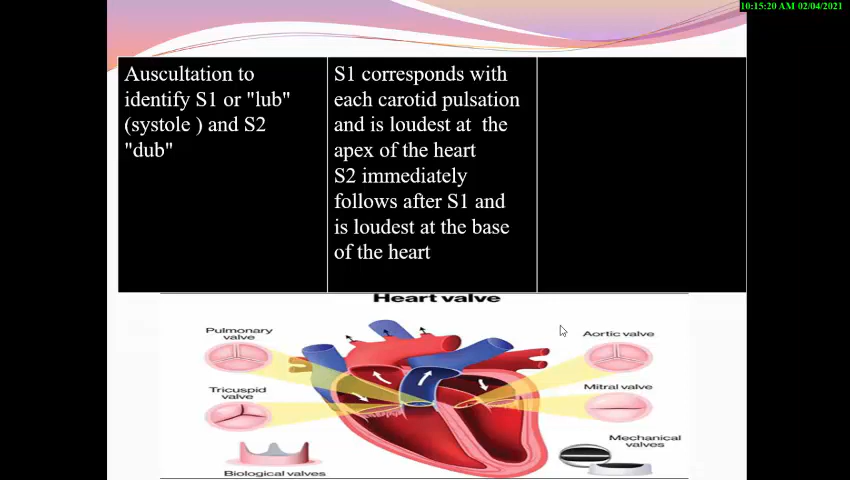 10:15:20 AM 02/04/2021
Auscultation to
identify S1 or "lub"
(systole ) and S2
"dub"
S1 corresponds with
each carotid pulsation
and is loudest at  the
apex of the heart
S2 immediately
follows after S1 and
is loudest at the base
of the heart
Heart valve
Pulmonary
valve
Tricuspid
valve
Biological valves
Aortic valve
Mitral valve
Mechanical
valves